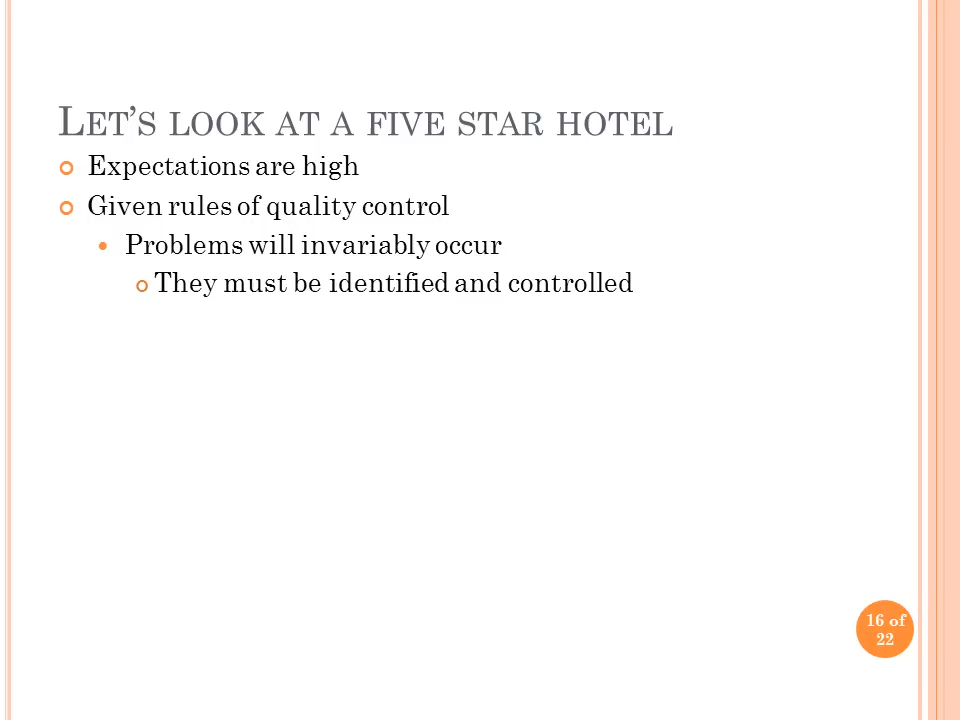 Let's look at a five star hotel
Expectations are high
Given rules of quality control
Problems will invariably occur
They must be identified and controlled
16 of
22